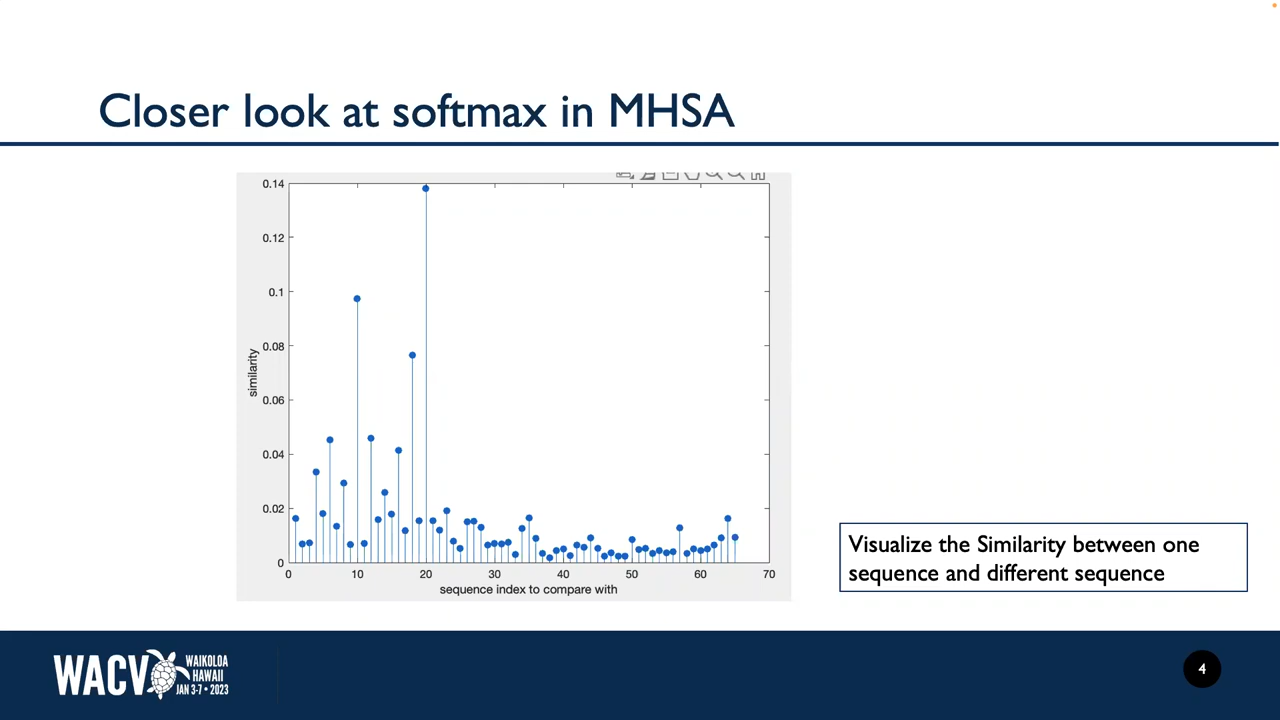 Closer look at softmax in MHSA
0.14
0.12
0.1
0.08
0.06
0.04
0.02
0
similarity
0 10 20 30 40 50 60 70
sequence index to compare with
Visualize the Similarity between one
sequence and different sequence
WACV
WAIKOLOA
HAWAII
JAN 3-7 • 2023
4